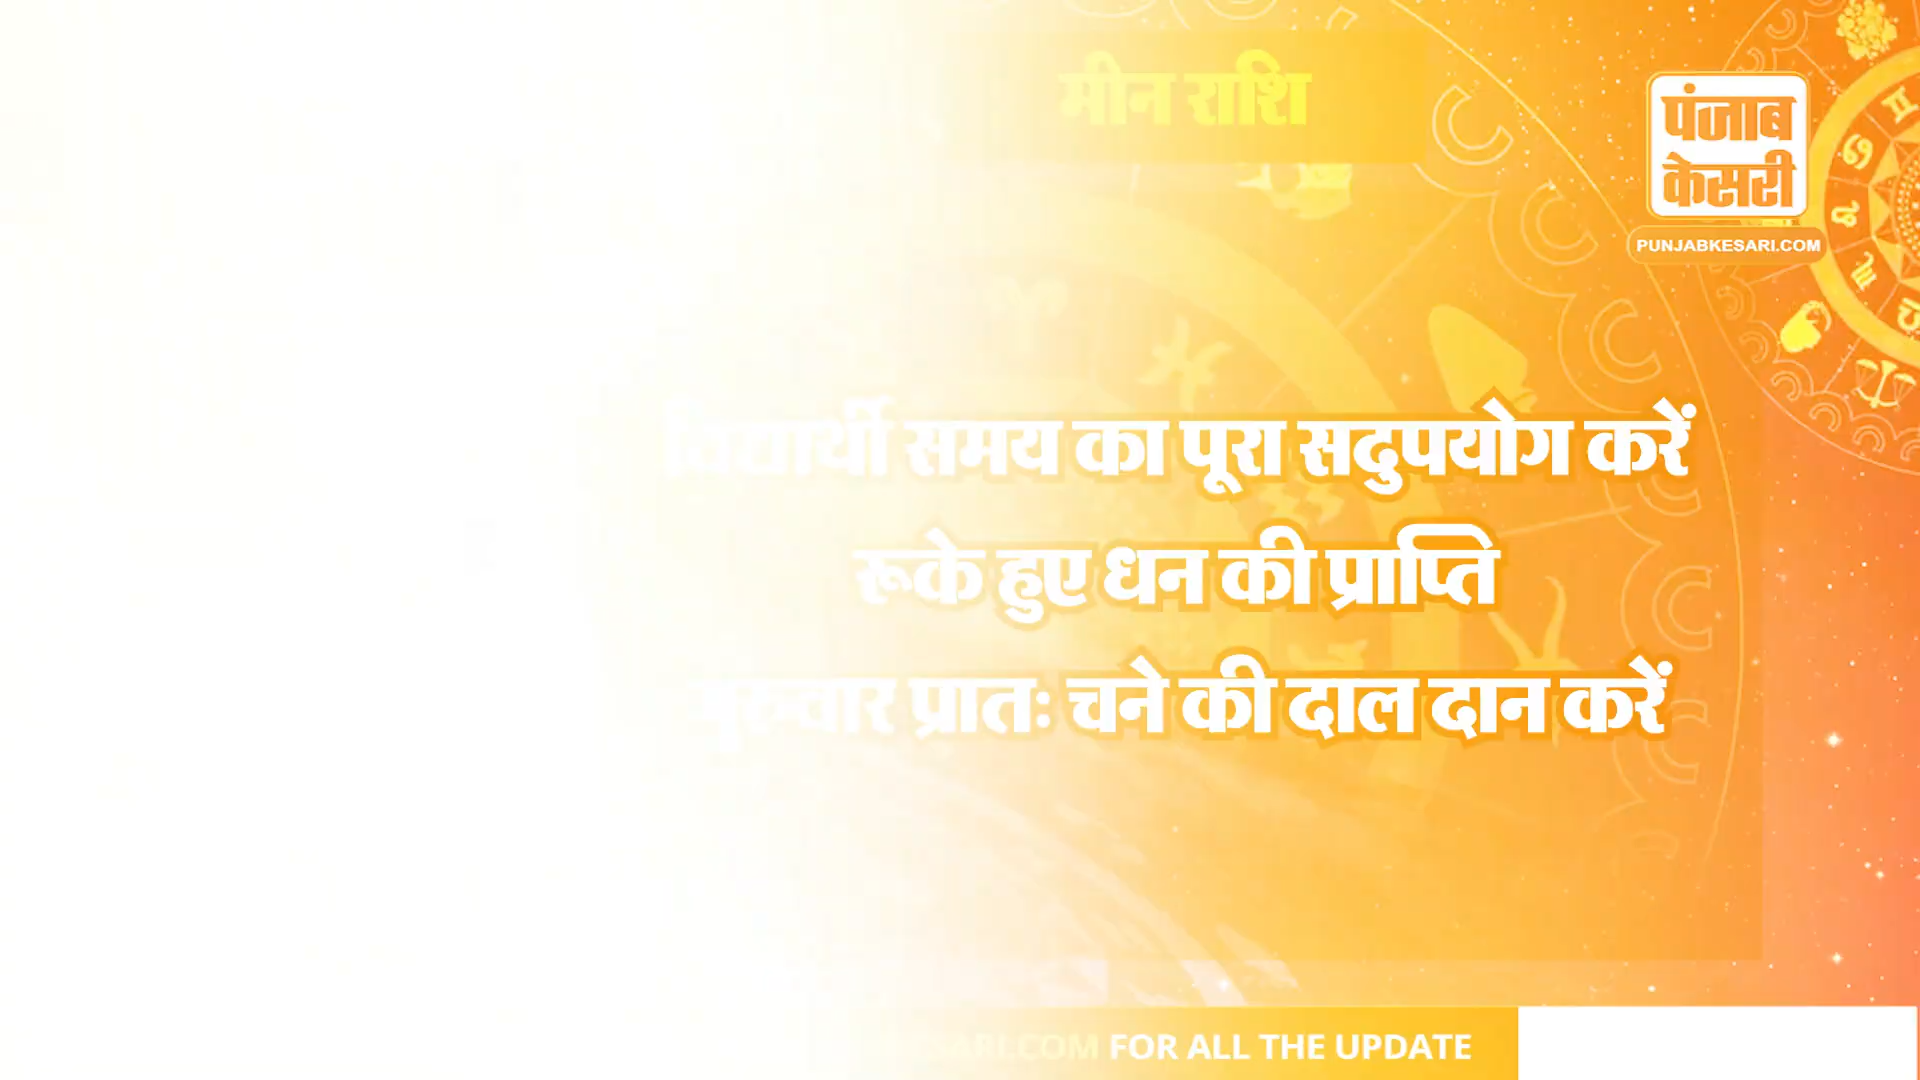 मीन राशि
पंजाब
केसरी
PUNJABKESARI.COM
विद्यार्थी समय का पूरा सदुपयोग करें
रूके हुए धन की प्राप्ति
गुरुवार प्रातः चने की दाल दान करें
FOR ALL THE UPDATE